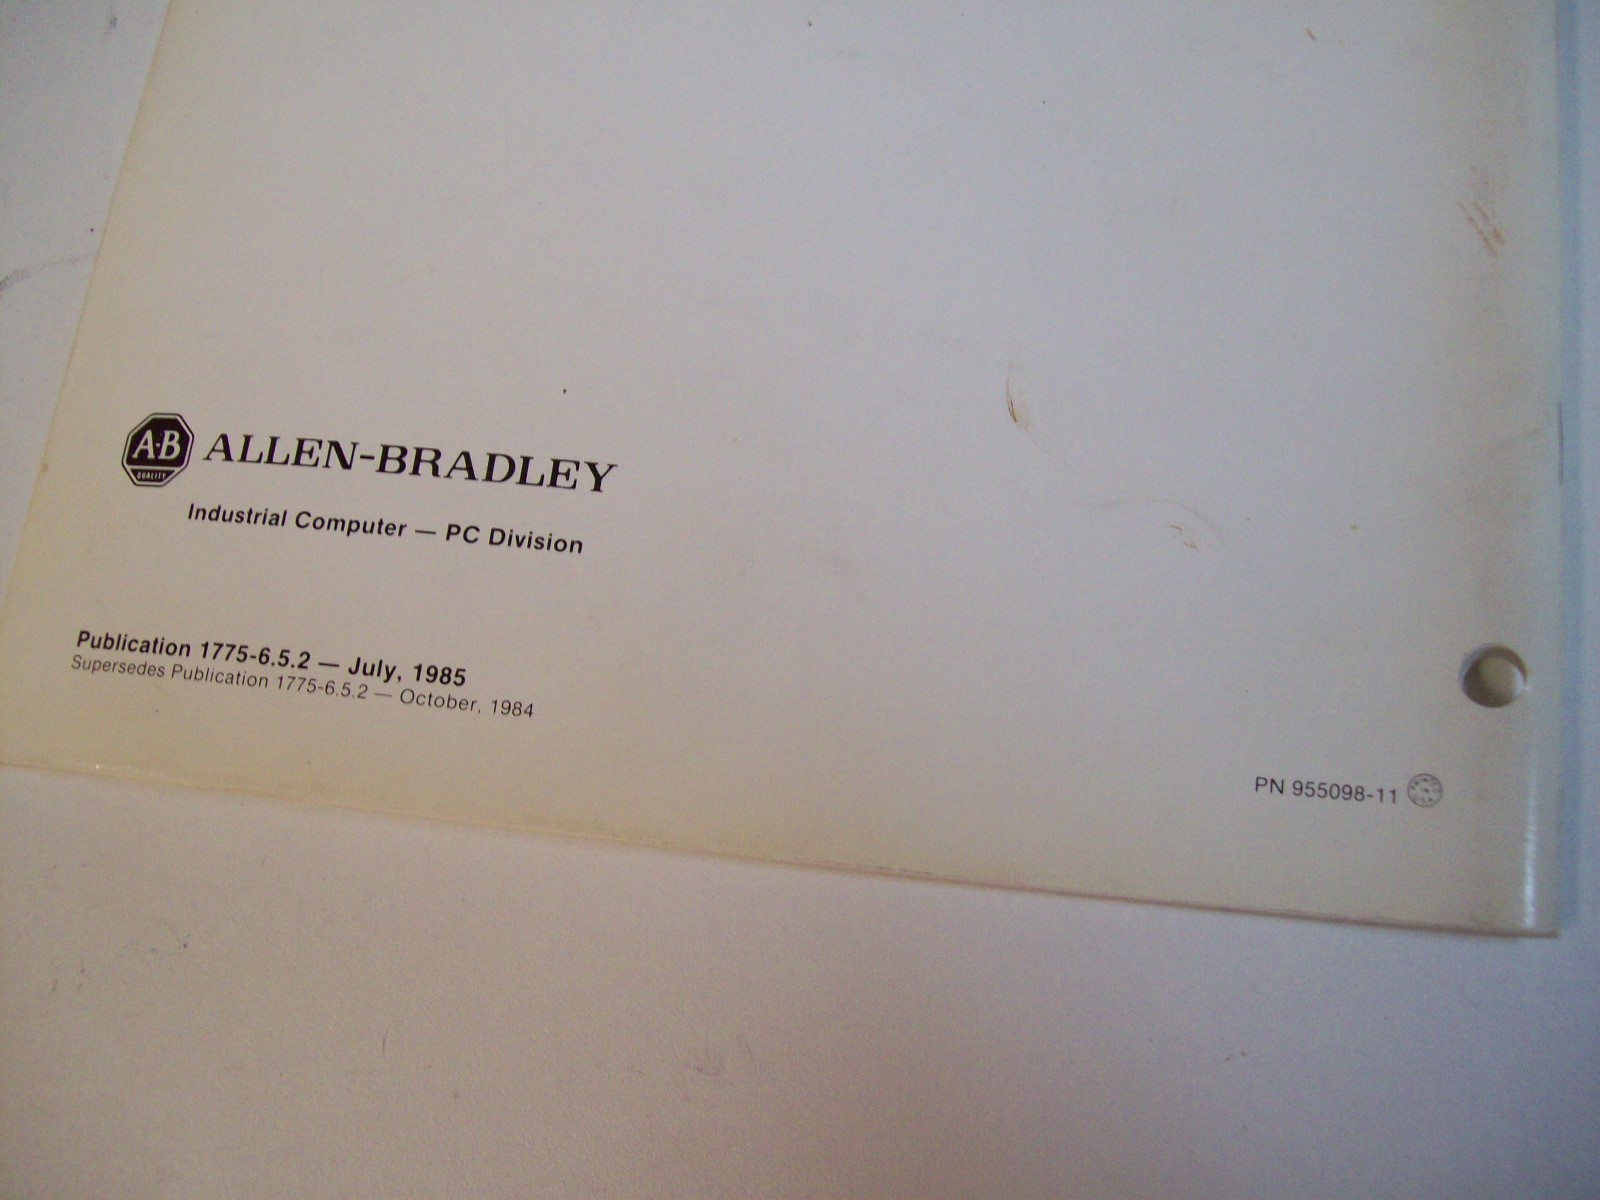 A-B
QUALITY
ALLEN-BRADLEY
Industrial Computer — PC Division
Publication 1775-6.5.2 — July, 1985
Supersedes Publication 1775-6.5.2 — October, 1984
PN 955098-11